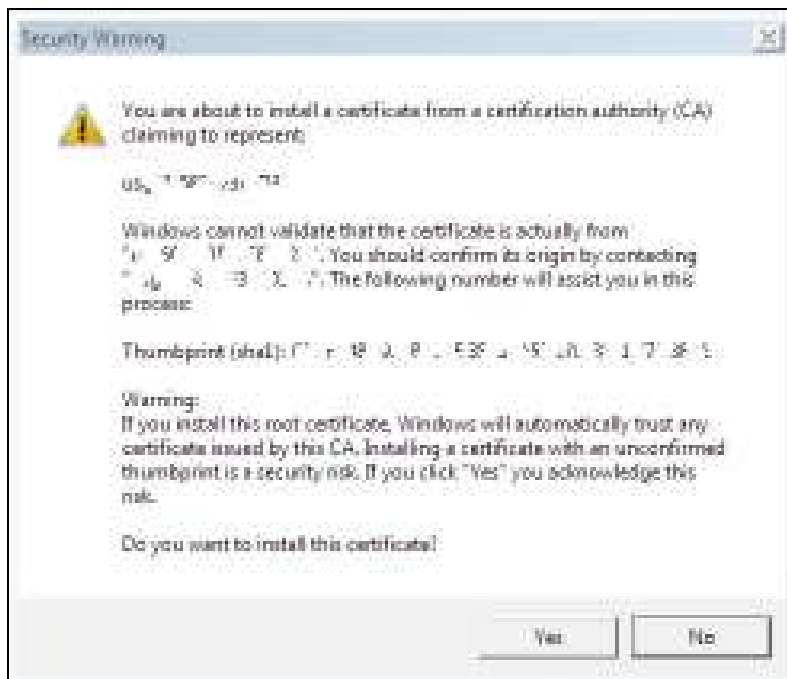 Security Warning
You are about to install a certificate from a certification authority (CA)
claiming to represent:
Windows cannot validate that the certificate is actually from
You should confirm its origin by contacting
The following number will assist you in this
process:
Thumbprint (sha1):
Warning:
If you install this root certificate, Windows will automatically trust any
certificate issued by this CA. Installing a certificate with an unconfirmed
thumbprint is a security risk. If you click "Yes" you acknowledge this
risk.
Do you want to install this certificate?
Yes
No